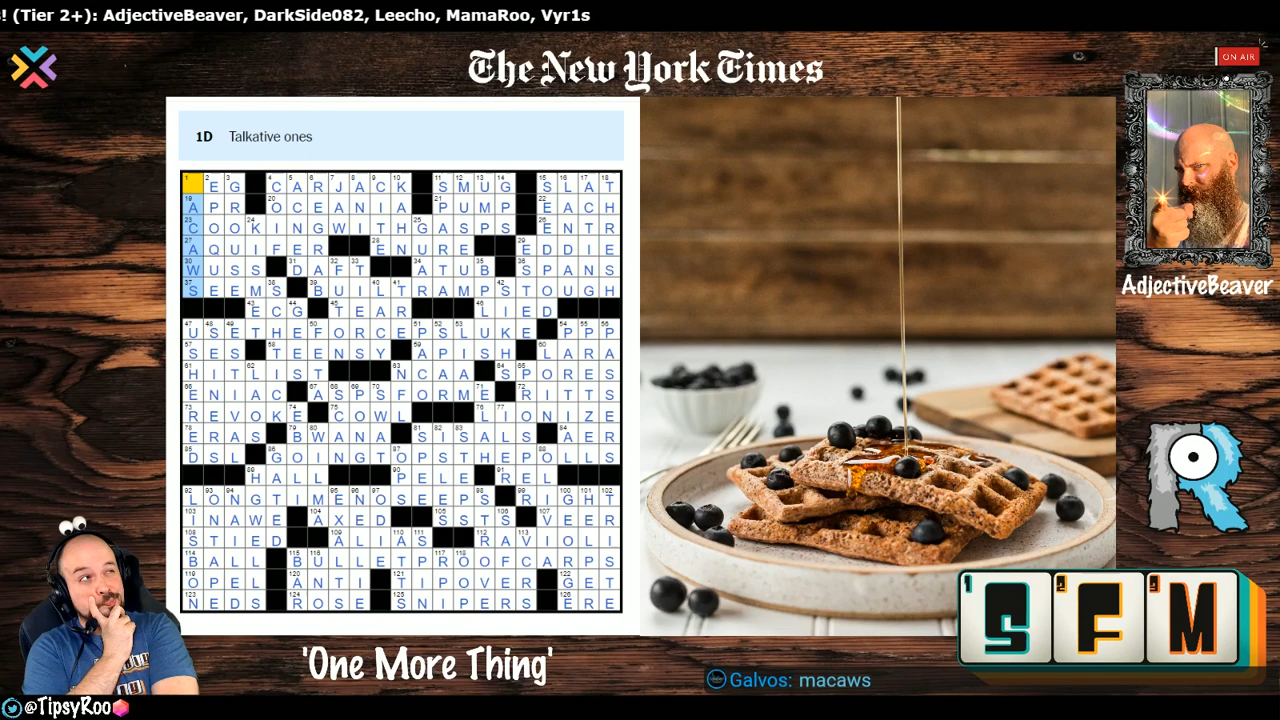 s! (Tier 2+): AdjectiveBeaver, DarkSide082, Leecho, MamaRoo, Vyr1s
The New York Times
ON AIR
1D Talkative ones
EG CARJACK SMUG SLAT
APR OCEANIA PUMP EACH
COOKINGWITHGASPS ENTR
AQUIFER ENURE EDDIE
WUSS DAFT ATUB SPANS
SEEMS BUILTRAMPSTOUGH
ECG TEAR LIED
USETHEFORCEPSLUKE PPP
SES TEENSY APISH LARA
HITLIST NCAA SPORES
ENIAC ASPSFORME RITTS
REVOKE COWL LIONIZE
ERAS BWANA SISALS AER
DSL GOINGTOPSTHEPOLLS
HALL PELE REL
LONGTIMENOSEEPS RIGHT
INAWE AXED SSTS VEER
STIED ALIAS RAVIOLI
BALL BULLETPROOFCARPS
OPEL ANTI TIPOVER GET
NEDS ROSE SNIPERS ERE
AdjectiveBeaver
R
1 S 2 F 3 M
'One More Thing'
Galvos: macaws
@TipsyRoo